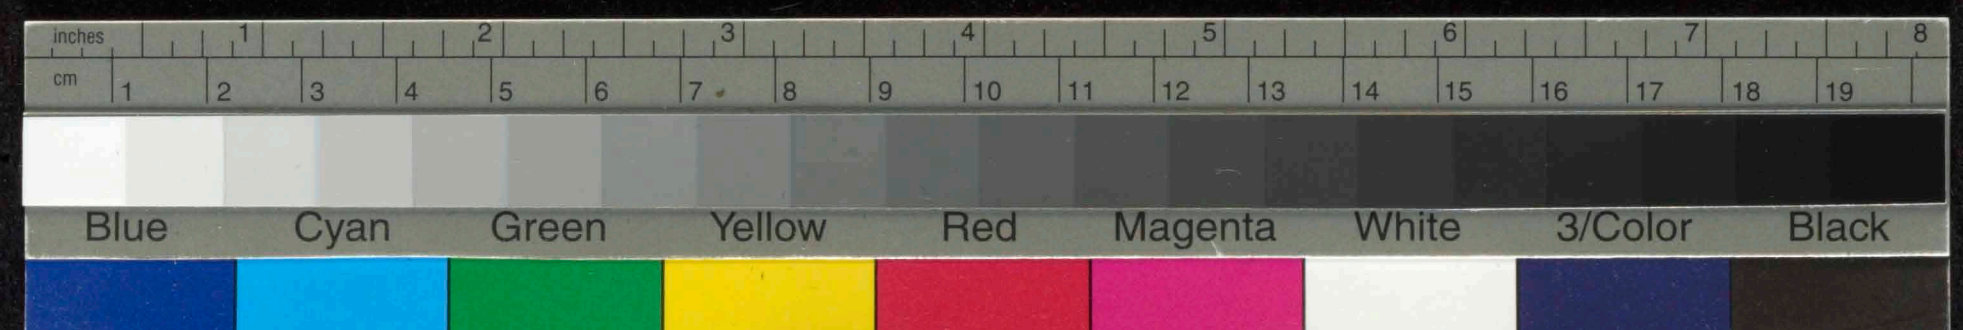 inches 1 2 3 4 5 6 7 8
cm 1 2 3 4 5 6 7 8 9 10 11 12 13 14 15 16 17 18 19
Blue Cyan Green Yellow Red Magenta White 3/Color Black